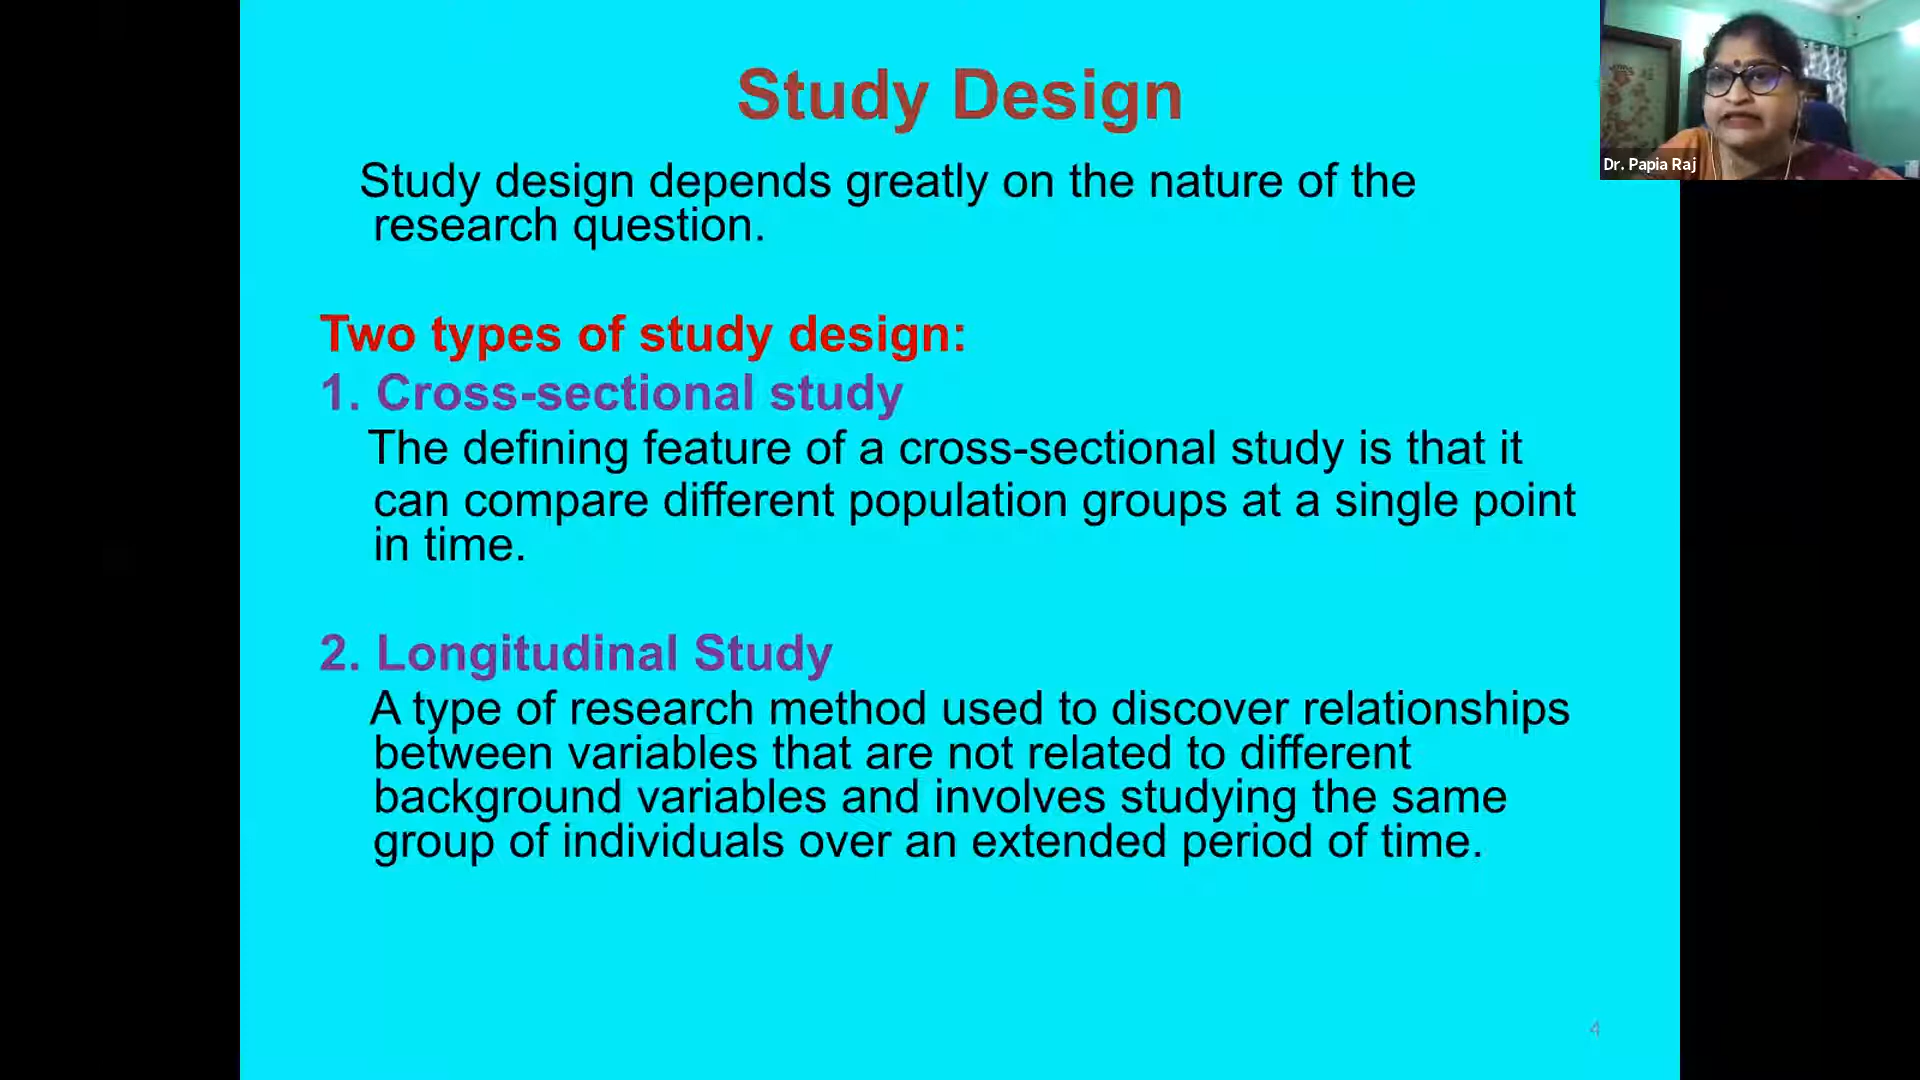 Study Design
Dr. Papia Raj
Study design depends greatly on the nature of the
research question.
Two types of study design:
1. Cross-sectional study
The defining feature of a cross-sectional study is that it
can compare different population groups at a single point
in time.
2. Longitudinal Study
A type of research method used to discover relationships
between variables that are not related to different
background variables and involves studying the same
group of individuals over an extended period of time.
4